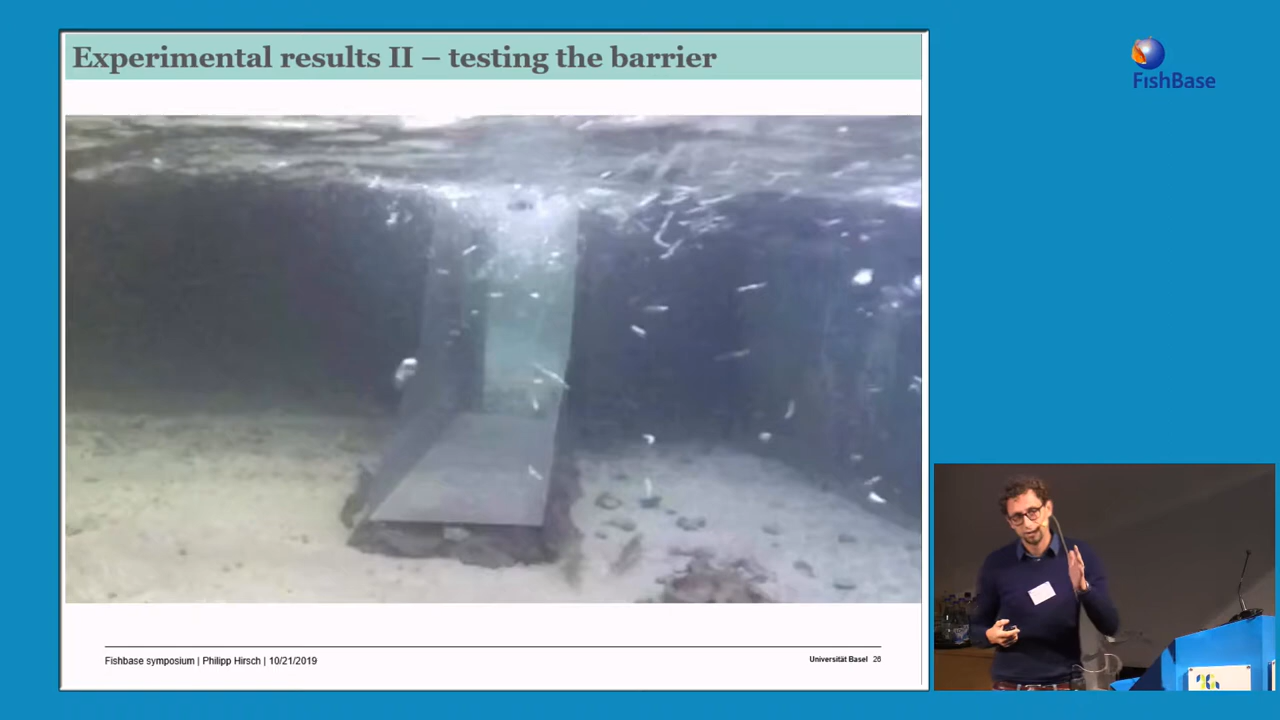 Experimental results II – testing the barrier
FishBase
Fishbase symposium | Philipp Hirsch | 10/21/2019
Universität Basel 26